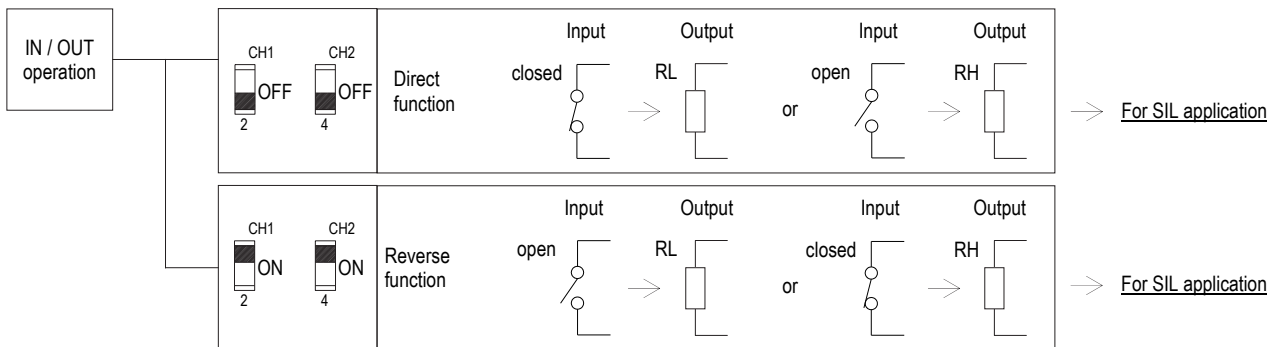 IN / OUT
operation
CH1 CH2
OFF OFF
2 4
Direct
function
Input Output Input Output
closed RL open RH
or
For SIL application
CH1 CH2
ON ON
2 4
Reverse
function
Input Output Input Output
open RL closed RH
or
For SIL application